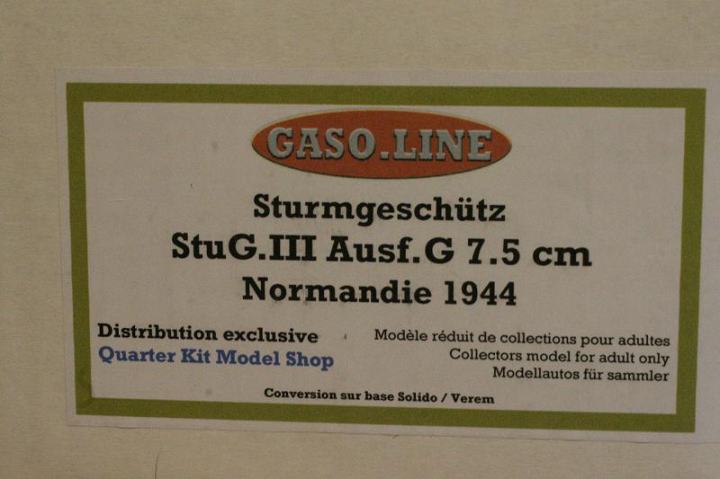 GASO.LINE
Sturmgeschütz
StuG.III Ausf.G 7.5 cm
Normandie 1944
Distribution exclusive
Quarter Kit Model Shop
Modèle réduit de collections pour adultes
Collectors model for adult only
Modellautos für sammler
Conversion sur base Solido / Verem